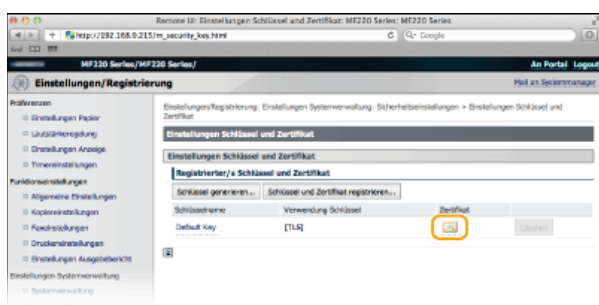 Remote UI: Einstellungen Schlüssel und Zertifikat: MF220 Series: MF220 Series
http://192.168.0.215/m_security_key.html
Google
MF220 Series/MF220 Series/
An Portal Logout
Einstellungen/Registrierung
Mail an Systemmanager
Präferenzen
Einstellungen Papier
Lautstärkeregelung
Einstellungen Anzeige
Timereinstellungen
Funktionseinstellungen
Allgemeine Einstellungen
Kopiereinstellungen
Faxeinstellungen
Druckereinstellungen
Einstellungen Ausgabebericht
Einstellungen Systemverwaltung
Systemverwaltung
Einstellungen/Registrierung: Einstellungen Systemverwaltung: Sicherheitseinstellungen > Einstellungen Schlüssel und
Zertifikat
Einstellungen Schlüssel und Zertifikat
Einstellungen Schlüssel und Zertifikat
Registrierter/s Schlüssel und Zertifikat
Schlüssel generieren... Schlüssel und Zertifikat registrieren...
Schlüsselname Verwendung Schlüssel Zertifikat
Default Key [TLS] Löschen